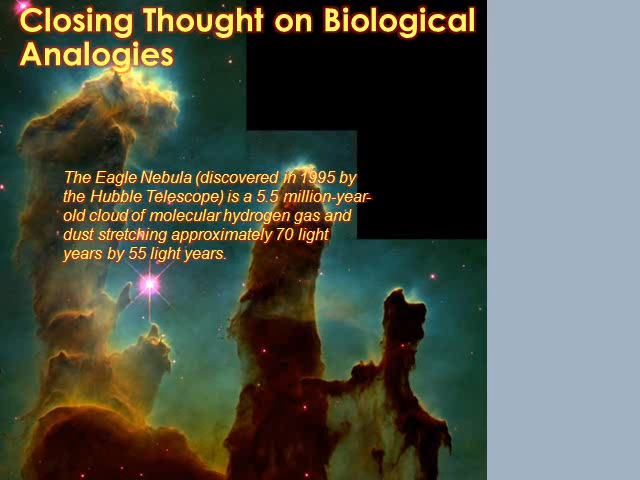 Closing Thought on Biological
Analogies
The Eagle Nebula (discovered in 1995 by
the Hubble Telescope) is a 5.5 million-year-
old cloud of molecular hydrogen gas and
dust stretching approximately 70 light
years by 55 light years.